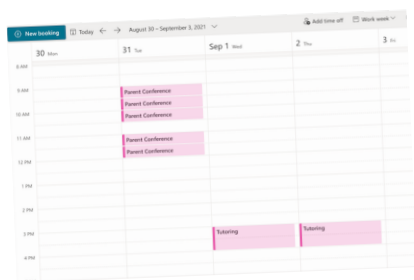 New booking
Today
August 30 – September 3, 2021
Add time off
Work week
30 Mon
31 Tue
Sep 1 Wed
2 Thu
3 Fri
8 AM
9 AM
10 AM
11 AM
12 PM
1 PM
2 PM
3 PM
4 PM
Parent Conference
Parent Conference
Parent Conference
Parent Conference
Parent Conference
Tutoring
Tutoring